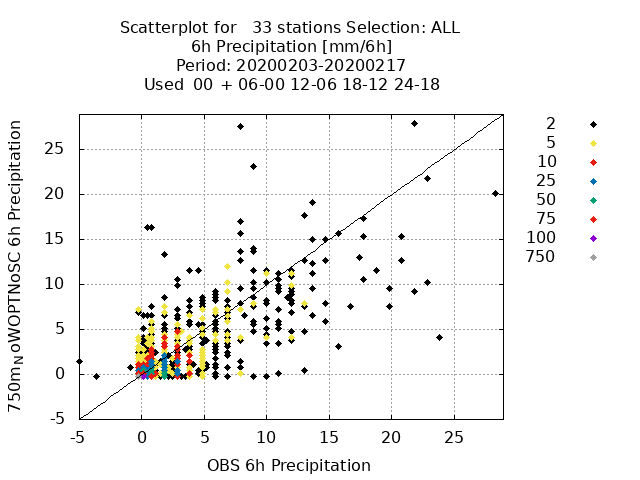 Scatterplot for   33 stations Selection: ALL
6h Precipitation [mm/6h]
Period: 20200203-20200217
Used  00  + 06-00 12-06 18-12 24-18
750mNoWOPTNoSC 6h Precipitation
25
20
15
10
5
0
-5
-5 0 5 10 15 20 25
OBS 6h Precipitation
2
5
10
25
50
75
100
750